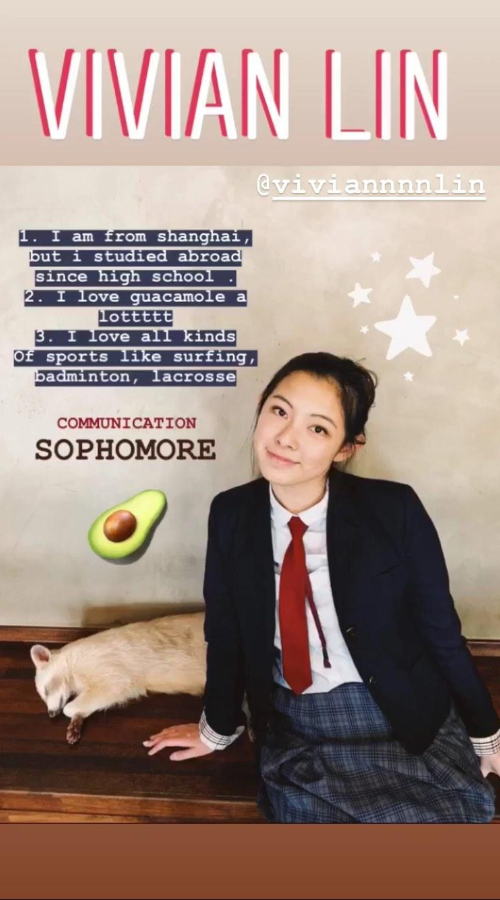 VIVIAN LIN
@viviannnnlin
1. I am from shanghai,
but i studied abroad
since high school .
2. I love guacamole a
lottttt
3. I love all kinds
Of sports like surfing,
badminton, lacrosse
COMMUNICATION
SOPHOMORE